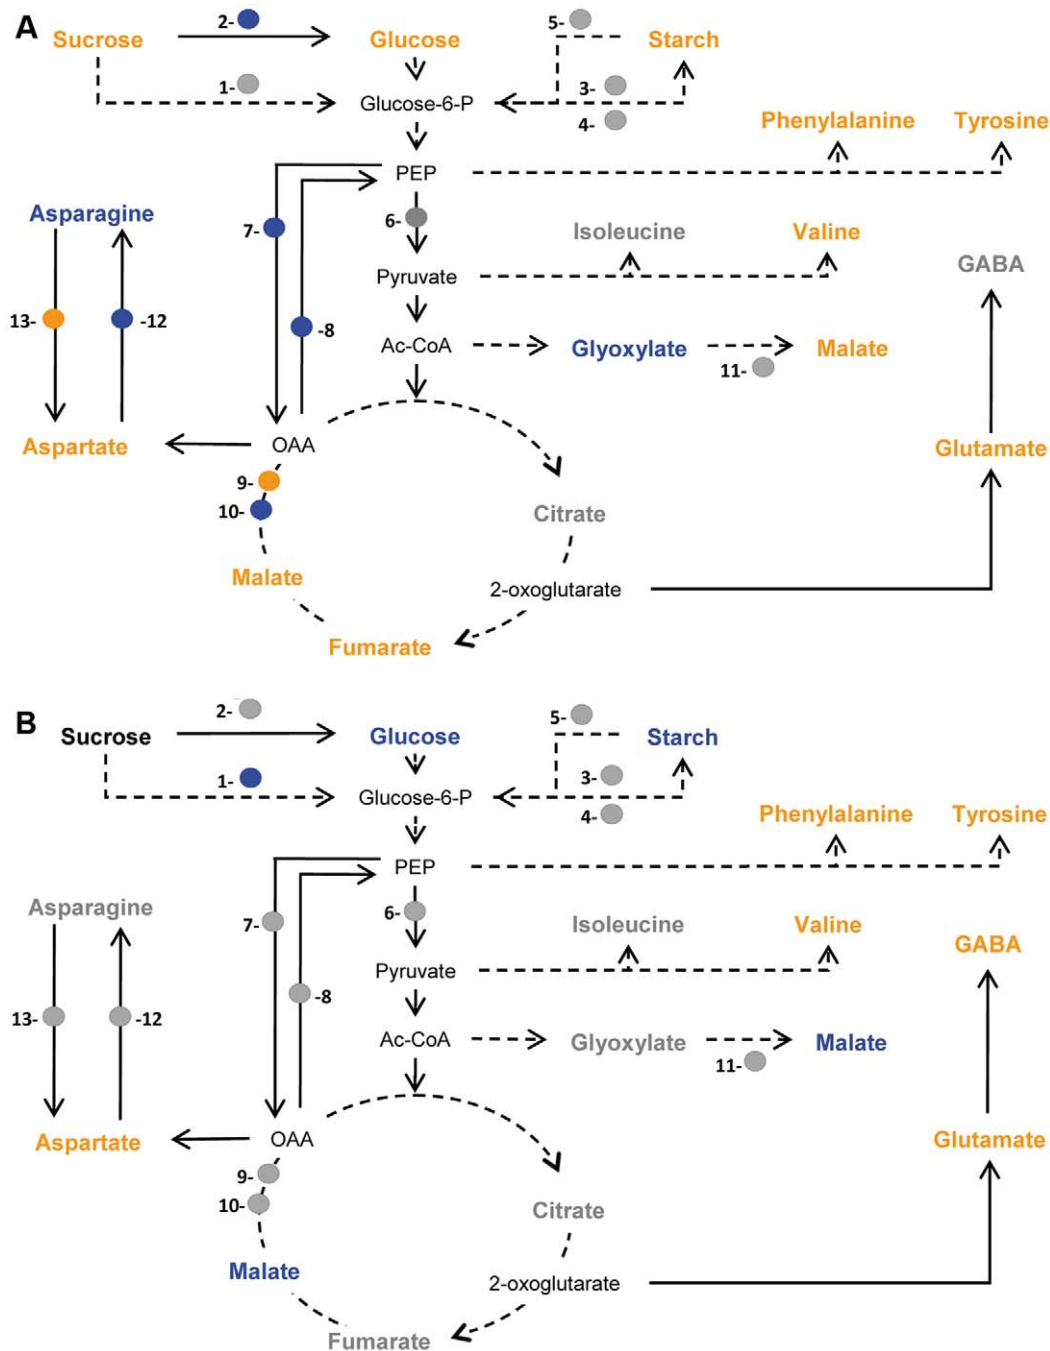 A
2-
5-
Sucrose
Glucose
Starch
1-
3-
Glucose-6-P
4-
Phenylalanine
Tyrosine
PEP
Asparagine
7-
6-
Isoleucine
Valine
GABA
Pyruvate
13-
-12
-8
Ac-CoA
Glyoxylate
Malate
11-
Aspartate
OAA
Glutamate
9-
10-
Citrate
Malate
2-oxoglutarate
Fumarate
B
2-
5-
Sucrose
Glucose
Starch
1-
3-
Glucose-6-P
4-
Phenylalanine
Tyrosine
PEP
Asparagine
7-
6-
Isoleucine
Valine
GABA
Pyruvate
13-
-12
-8
Ac-CoA
Glyoxylate
Malate
11-
Aspartate
OAA
Glutamate
9-
10-
Citrate
Malate
2-oxoglutarate
Fumarate